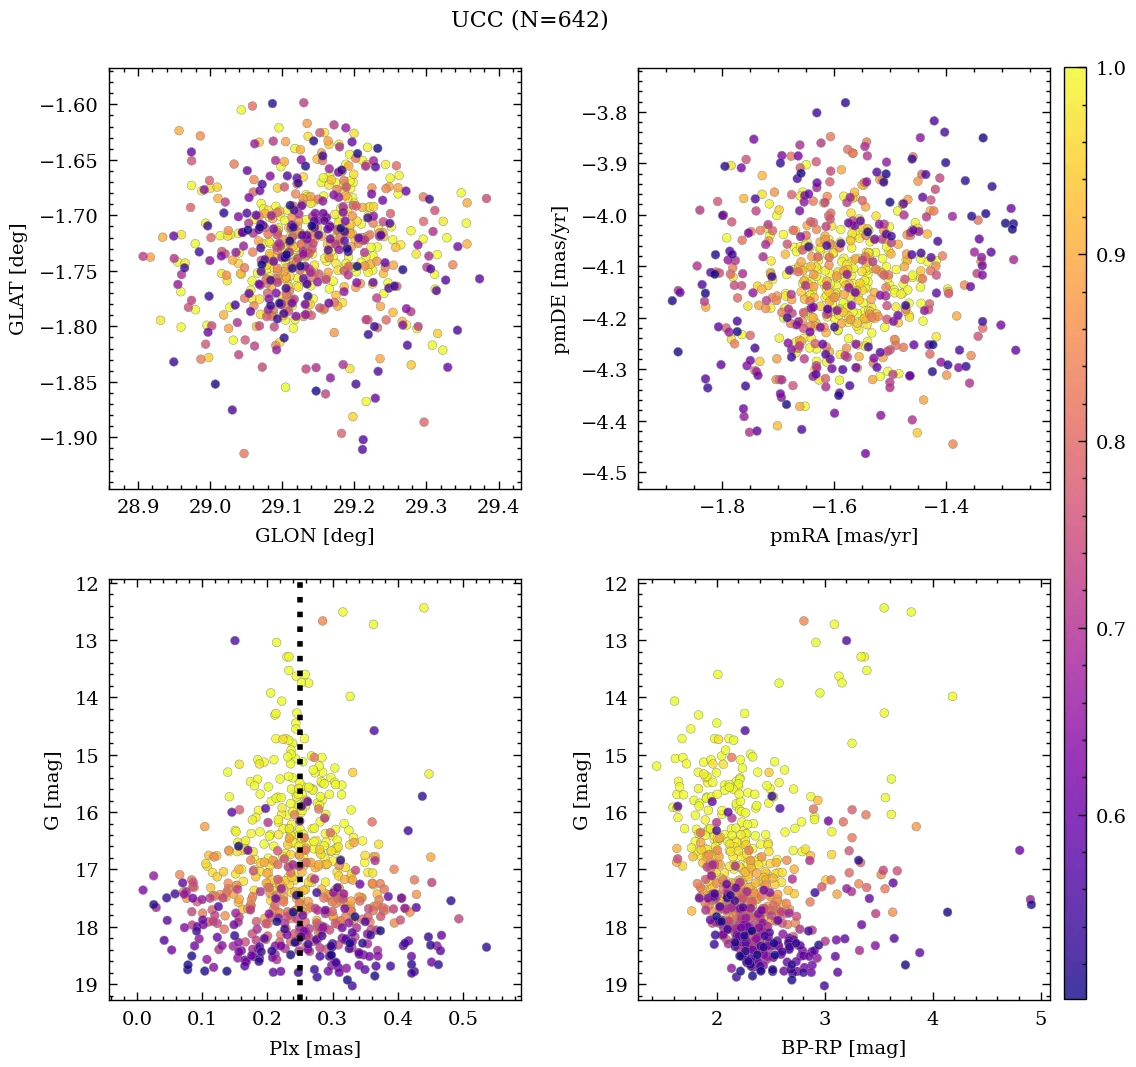 UCC (N=642)
−1.60
−1.65
−1.70
−1.75
−1.80
−1.85
−1.90
GLAT [deg]
28.9 29.0 29.1 29.2 29.3 29.4
GLON [deg]
−3.8
−3.9
−4.0
−4.1
−4.2
−4.3
−4.4
−4.5
pmDE [mas/yr]
−1.8 −1.6 −1.4
pmRA [mas/yr]
12
13
14
15
16
17
18
19
G [mag]
0.0 0.1 0.2 0.3 0.4 0.5
Plx [mas]
12
13
14
15
16
17
18
19
G [mag]
2 3 4 5
BP-RP [mag]
1.0
0.9
0.8
0.7
0.6